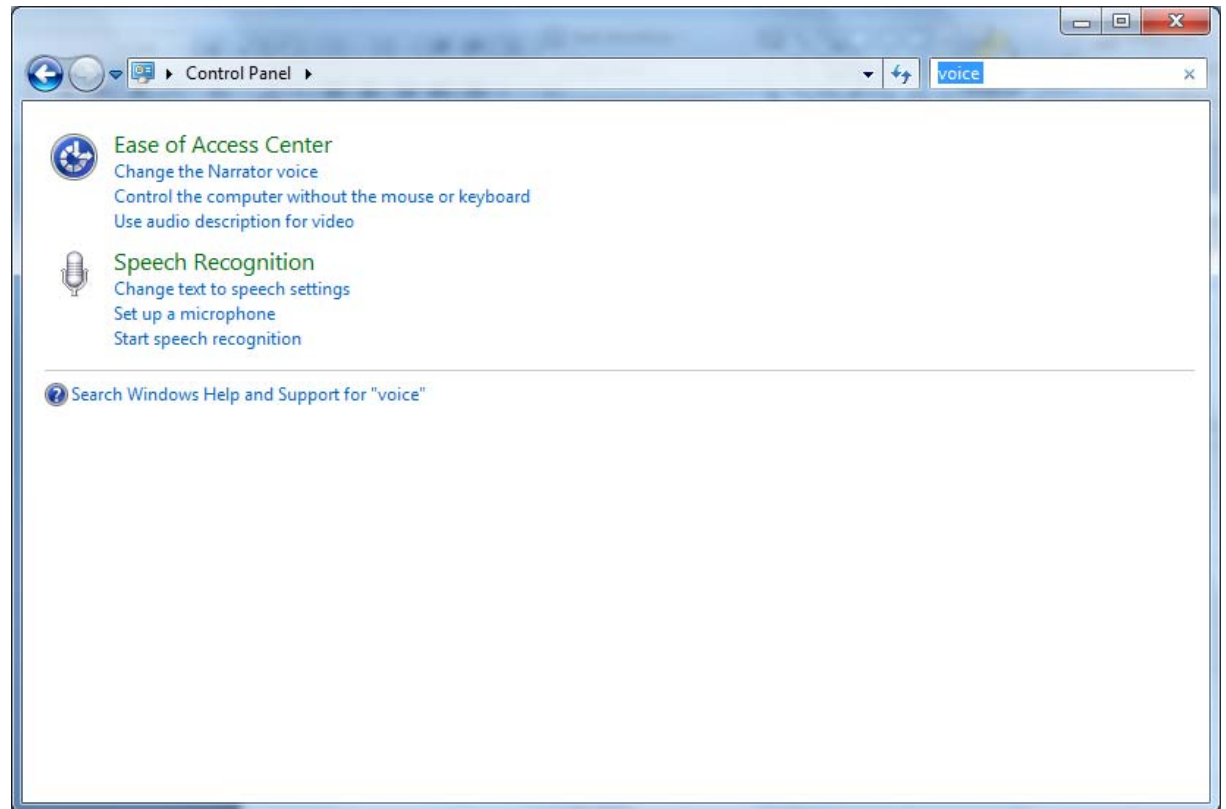 Control Panel
voice
Ease of Access Center
Change the Narrator voice
Control the computer without the mouse or keyboard
Use audio description for video
Speech Recognition
Change text to speech settings
Set up a microphone
Start speech recognition
Search Windows Help and Support for "voice"